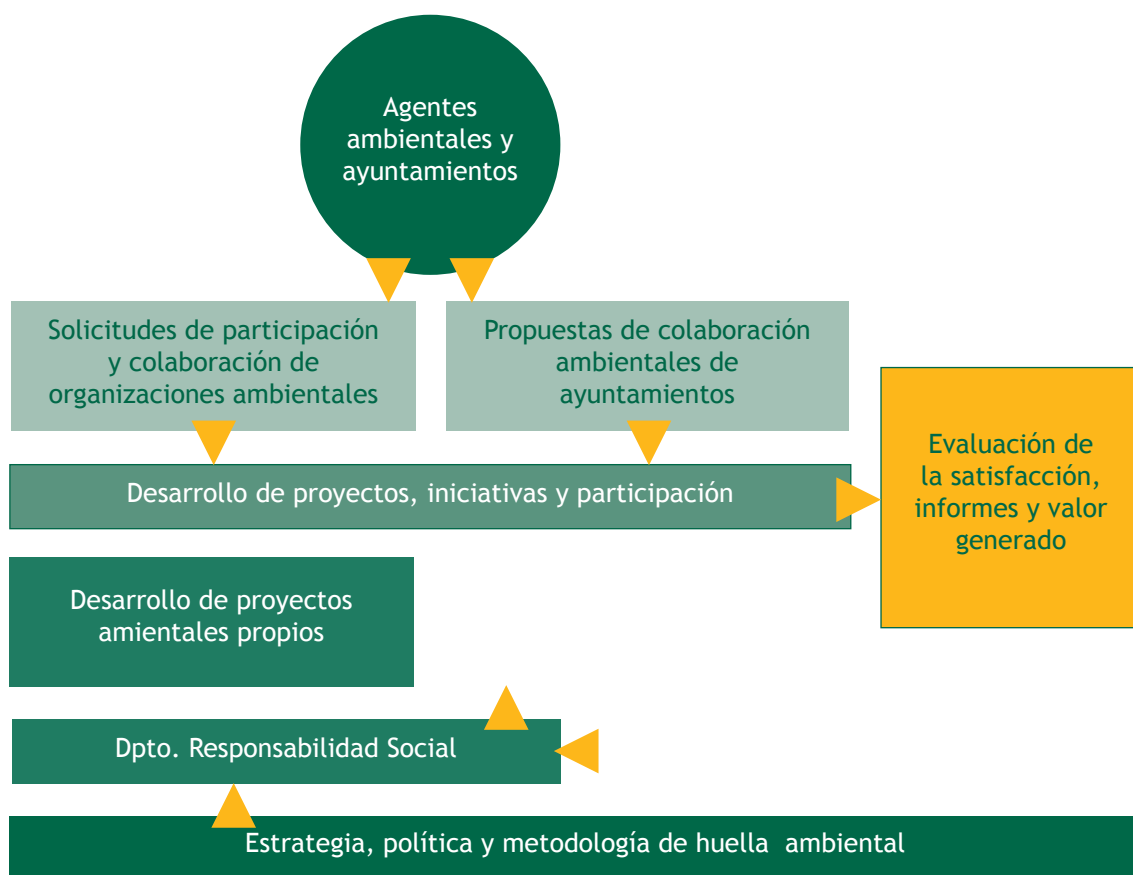 Agentes
ambientales y
ayuntamientos
Solicitudes de participación
y colaboración de
organizaciones ambientales
Propuestas de colaboración
ambientales de
ayuntamientos
Desarrollo de proyectos, iniciativas y participación
Evaluación de
la satisfacción,
informes y valor
generado
Desarrollo de proyectos
amientales propios
Dpto. Responsabilidad Social
Estrategia, política y metodología de huella ambiental